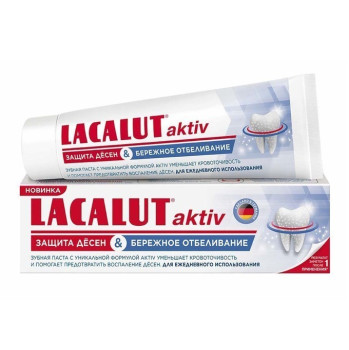 LACALUT® aktiv
ЗАЩИТА ДЁСЕН & БЕРЕЖНОЕ ОТБЕЛИВАНИЕ
ЗУБНАЯ ПАСТА С УНИКАЛЬНОЙ ФОРМУЛОЙ АКТИV УМЕНЬШАЕТ КРОВОТОЧИВОСТЬ
И ПОМОГАЕТ ПРЕДОТВРАТИТЬ ВОСПАЛЕНИЕ ДЁСЕН. ДЛЯ ЕЖЕДНЕВНОГО ИСПОЛЬЗОВАНИЯ
НОВИНКА
LACALUT® aktiv
ЗАЩИТА ДЁСЕН & БЕРЕЖНОЕ ОТБЕЛИВАНИЕ
ЗУБНАЯ ПАСТА С УНИКАЛЬНОЙ ФОРМУЛОЙ АКТИV УМЕНЬШАЕТ КРОВОТОЧИВОСТЬ
И ПОМОГАЕТ ПРЕДОТВРАТИТЬ ВОСПАЛЕНИЕ ДЁСЕН. ДЛЯ ЕЖЕДНЕВНОГО ИСПОЛЬЗОВАНИЯ
1